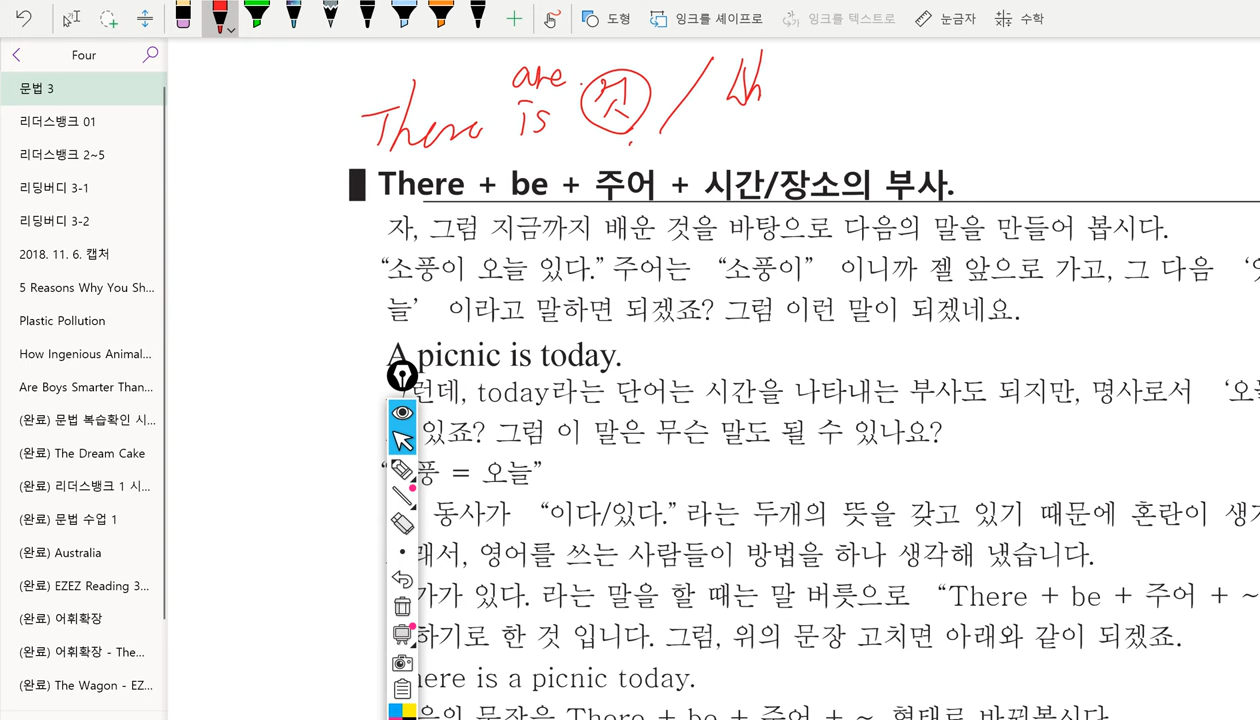 도형
잉크를 셰이프로
잉크를 텍스트로
눈금자
수학
Four
문법 3
리더스뱅크 01
리더스뱅크 2~5
리딩버디 3-1
리딩버디 3-2
2018. 11. 6. 캡처
5 Reasons Why You Sh...
Plastic Pollution
How Ingenious Animal...
Are Boys Smarter Than...
(완료) 문법 복습확인 시...
(완료) The Dream Cake
(완료) 리더스뱅크 1 시...
(완료) 문법 수업 1
(완료) Australia
(완료) EZEZ Reading 3...
(완료) 어휘확장
(완료) 어휘확장 - The...
(완료) The Wagon - EZ...
are
There is 것 /
There + be + 주어 + 시간/장소의 부사.
자, 그럼 지금까지 배운 것을 바탕으로 다음의 말을 만들어 봅시다.
“소풍이 오늘 있다.” 주어는 “소풍이” 이니까 젤 앞으로 가고, 그 다음
늘’ 이라고 말하면 되겠죠? 그럼 이런 말이 되겠네요.
A picnic is today.
런데, today라는 단어는 시간을 나타내는 부사도 되지만, 명사로서
있죠? 그럼 이 말은 무슨 말도 될 수 있나요?
풍 = 오늘”
동사가 “이다/있다.” 라는 두개의 뜻을 갖고 있기 때문에 혼란이
래서, 영어를 쓰는 사람들이 방법을 하나 생각해 냈습니다.
가가 있다. 라는 말을 할 때는 말 버릇으로 “There + be + 주어 + ~
하기로 한 것 입니다. 그럼, 위의 문장 고치면 아래와 같이 되겠죠.
here is a picnic today.
음의 문장을 There + be + 주어 + ~ 형태로 바꿔봅시다